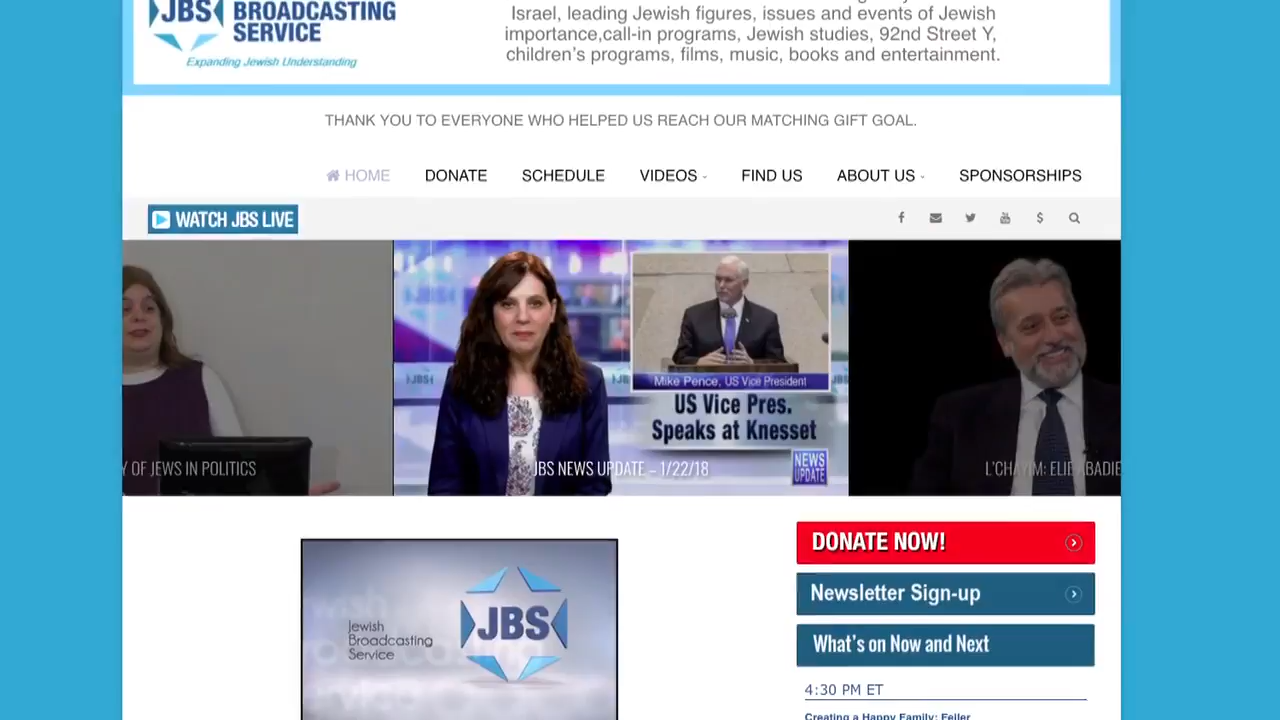 JBS
BROADCASTING
SERVICE
Expanding Jewish Understanding
Israel, leading Jewish figures, issues and events of Jewish
importance,call-in programs, Jewish studies, 92nd Street Y,
children's programs, films, music, books and entertainment.
THANK YOU TO EVERYONE WHO HELPED US REACH OUR MATCHING GIFT GOAL.
HOME DONATE SCHEDULE VIDEOS ABOUT US FIND US SPONSORSHIPS
WATCH JBS LIVE
JBS
JBS
Mike Pence, US Vice President
US Vice Pres.
Speaks at Knesset
Y OF JEWS IN POLITICS
JBS NEWS UPDATE – 1/22/18
NEWS
UPDATE
L'CHAYIM: ELIE ABADIE
DONATE NOW!
Newsletter Sign-up
What's on Now and Next
Jewish
Broadcasting
Service
JBS
4:30 PM ET
Creating a Happy Family: Feller